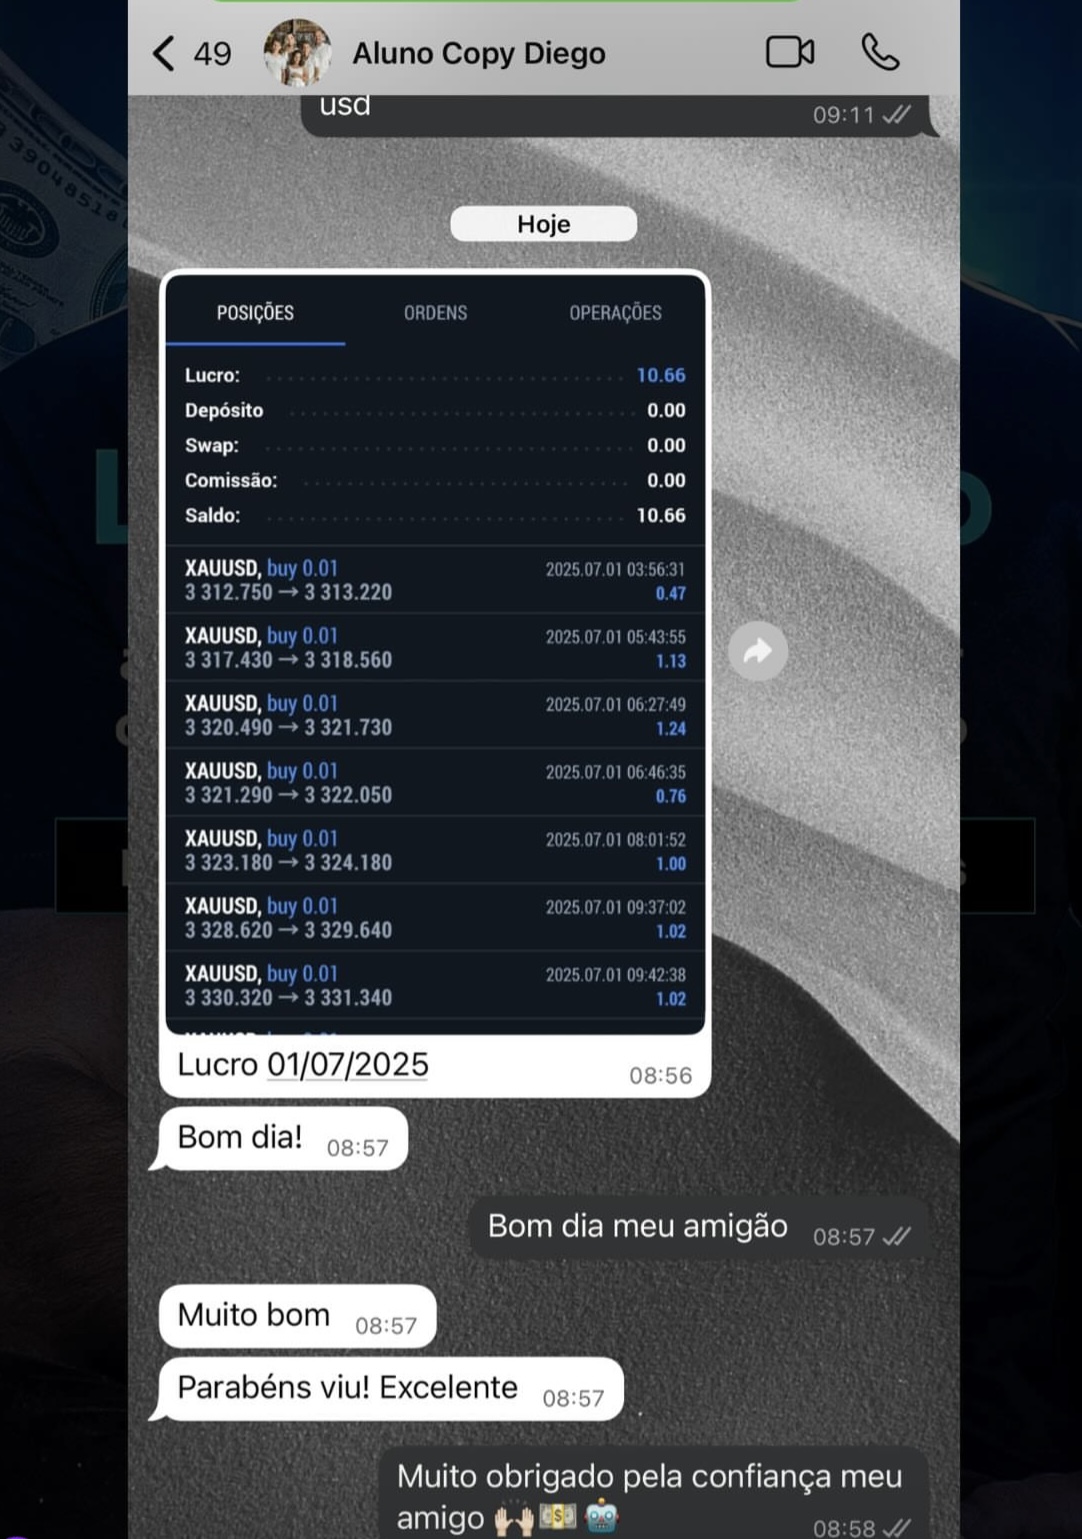 49 Aluno Copy Diego
usd
09:11
Hoje
POSIÇÕES ORDENS OPERAÇÕES
Lucro: 10.66
Depósito 0.00
Swap: 0.00
Comissão: 0.00
Saldo: 10.66
XAUUSD, buy 0.01 2025.07.01 03:56:31
3 312.750 → 3 313.220 0.47
XAUUSD, buy 0.01 2025.07.01 05:43:55
3 317.430 → 3 318.560 1.13
XAUUSD, buy 0.01 2025.07.01 06:27:49
3 320.490 → 3 321.730 1.24
XAUUSD, buy 0.01 2025.07.01 06:46:35
3 321.290 → 3 322.050 0.76
XAUUSD, buy 0.01 2025.07.01 08:01:52
3 323.180 → 3 324.180 1.00
XAUUSD, buy 0.01 2025.07.01 09:37:02
3 328.620 → 3 329.640 1.02
XAUUSD, buy 0.01 2025.07.01 09:42:38
3 330.320 → 3 331.340 1.02
Lucro 01/07/2025 08:56
Bom dia! 08:57
Bom dia meu amigão 08:57
Muito bom 08:57
Parabéns viu! Excelente 08:57
Muito obrigado pela confiança meu
amigo 🙌🏻💵🤖 08:58